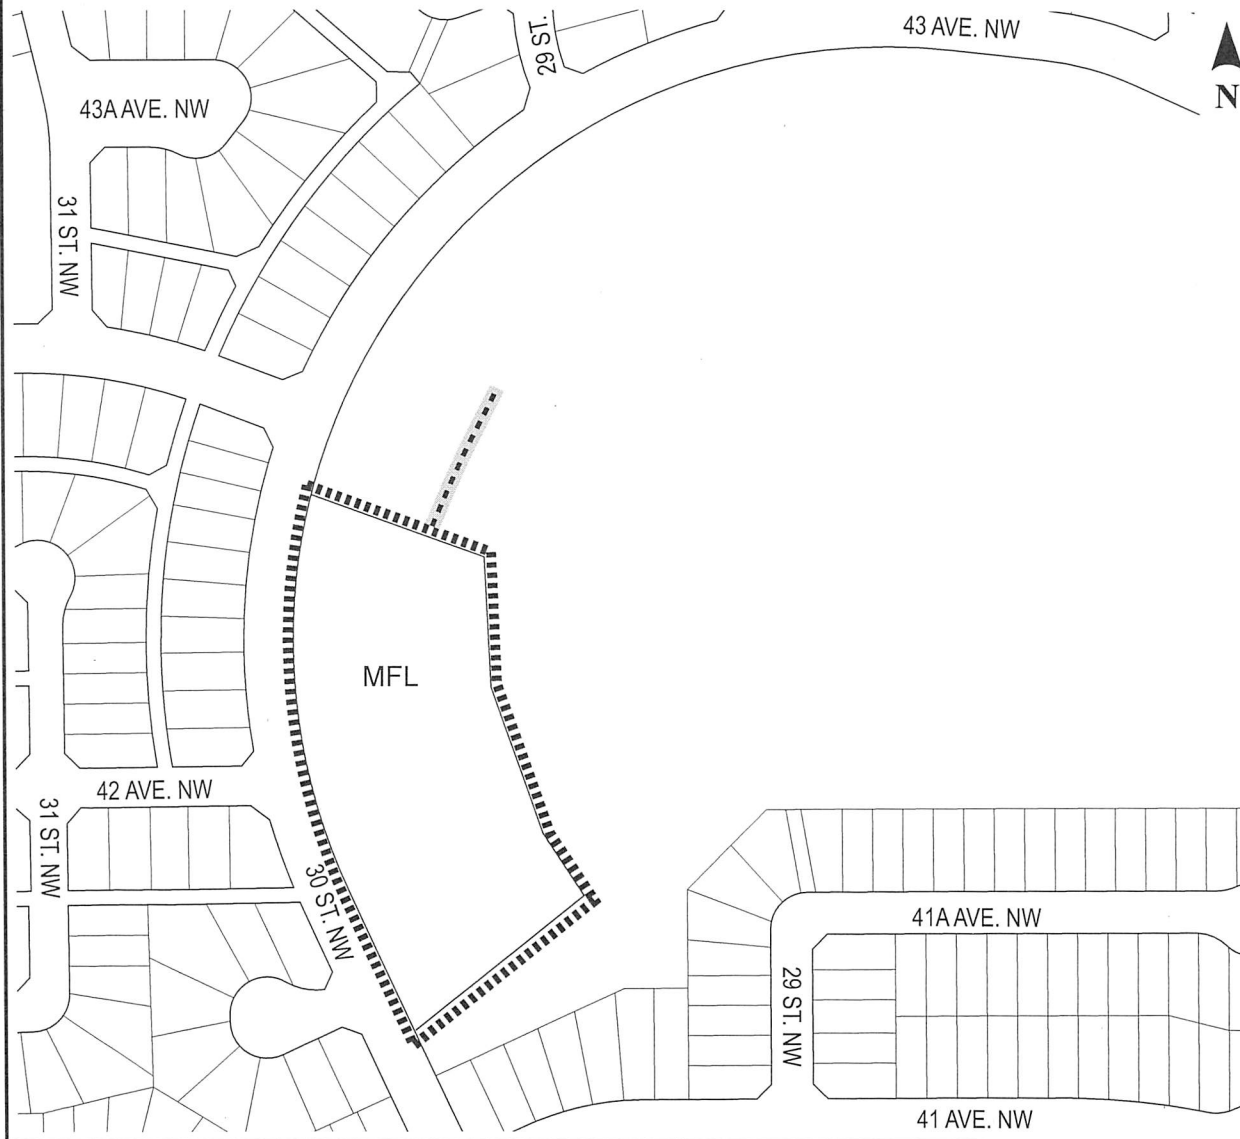 29 ST.
43 AVE. NW
N
43A AVE. NW
31 ST. NW
MFL
42 AVE. NW
31 ST. NW
30 ST. NW
41A AVE. NW
29 ST. NW
41 AVE. NW